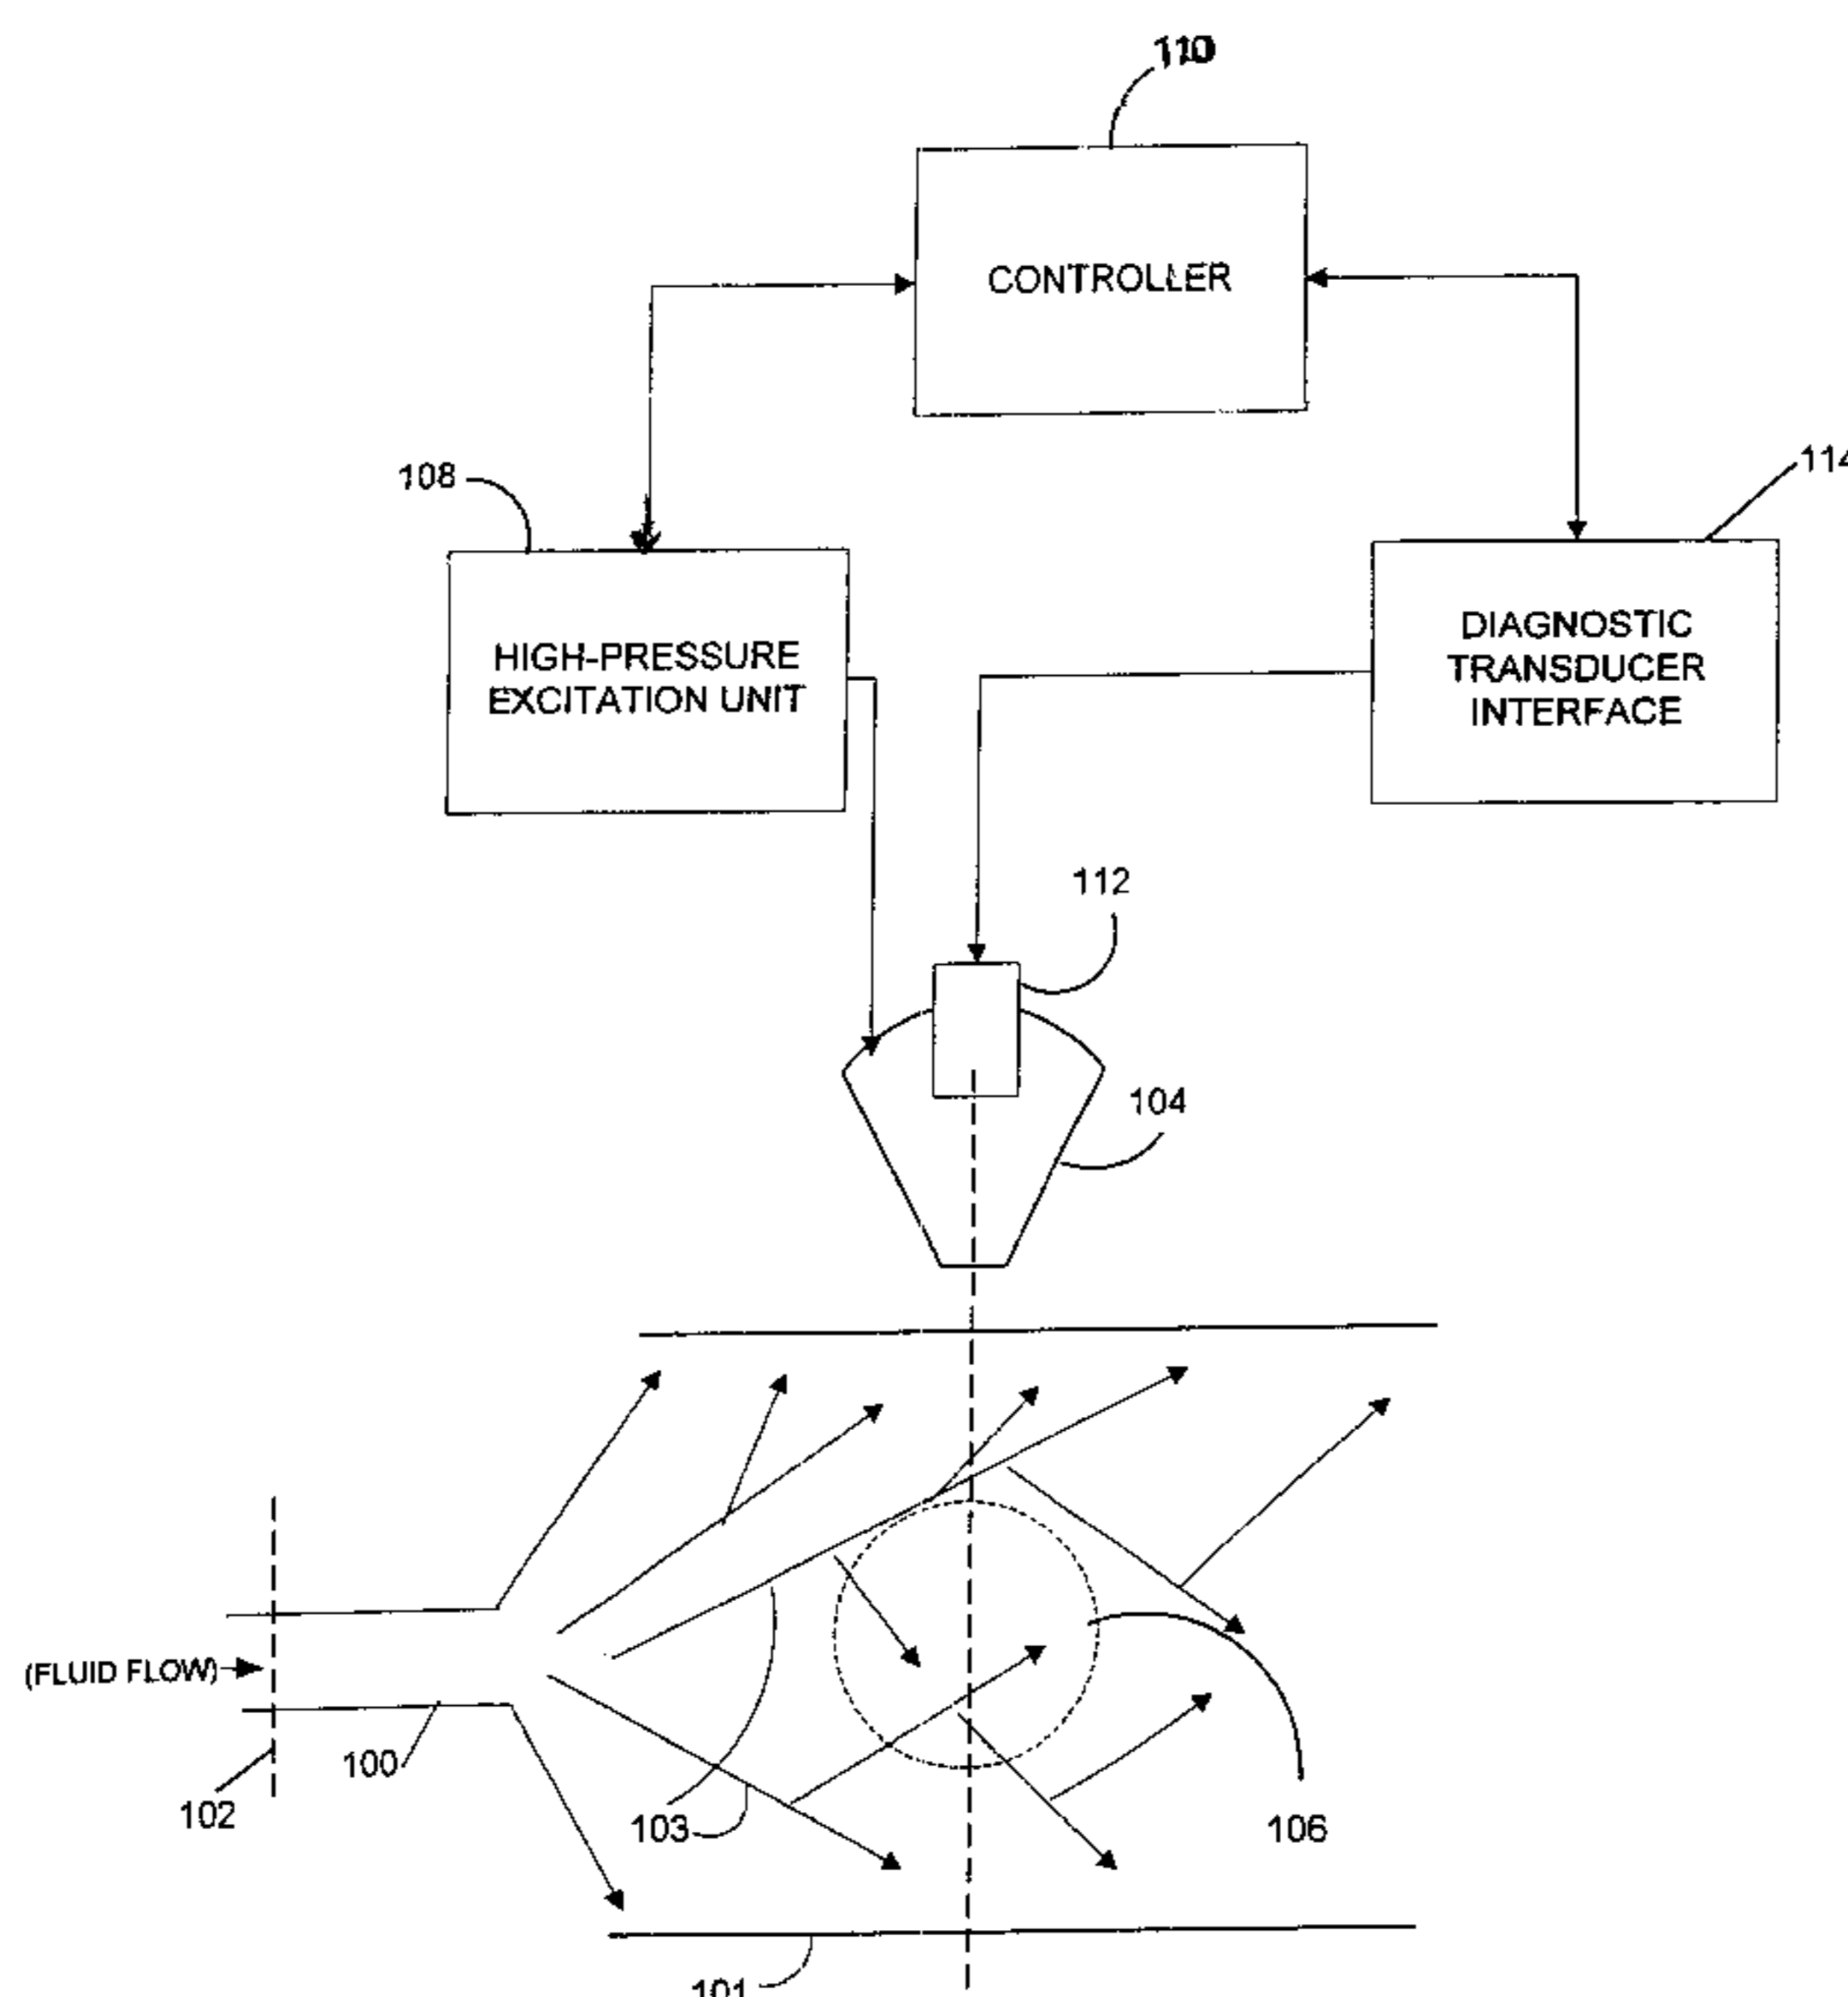 110
CONTROLLER
108
114
HIGH-PRESSURE
EXCITATION UNIT
DIAGNOSTIC
TRANSDUCER
INTERFACE
112
104
(FLUID FLOW)
100
102
103
106
101